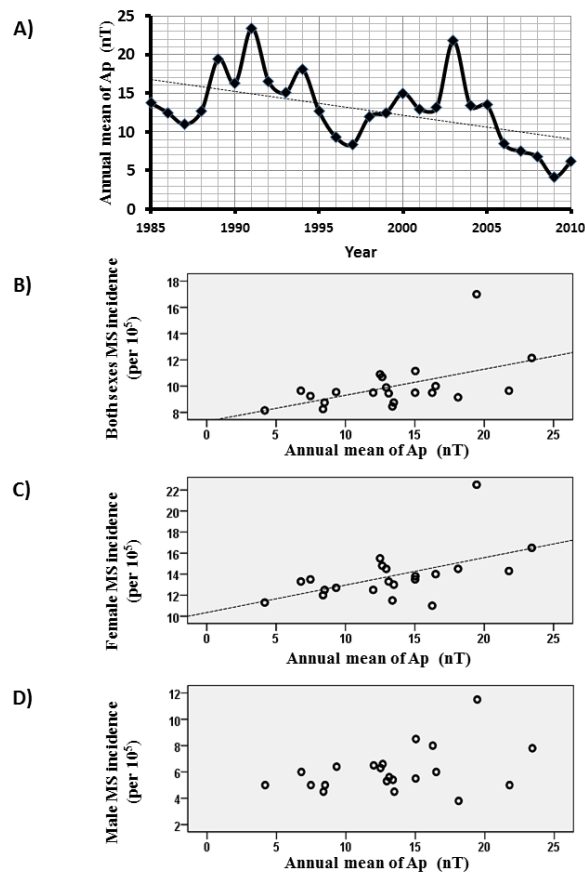 A)
Annual mean of Ap (nT)
25
20
15
10
5
0
1985 1990 1995 2000 2005 2010
Year
B)
Both sexes MS incidence
(per 10⁵)
18
16
14
12
10
8
0 5 10 15 20 25
Annual mean of Ap (nT)
C)
Female MS incidence
(per 10⁵)
22
20
18
16
14
12
10
0 5 10 15 20 25
Annual mean of Ap (nT)
D)
Male MS incidence
(per 10⁵)
12
10
8
6
4
2
0 5 10 15 20 25
Annual mean of Ap (nT)